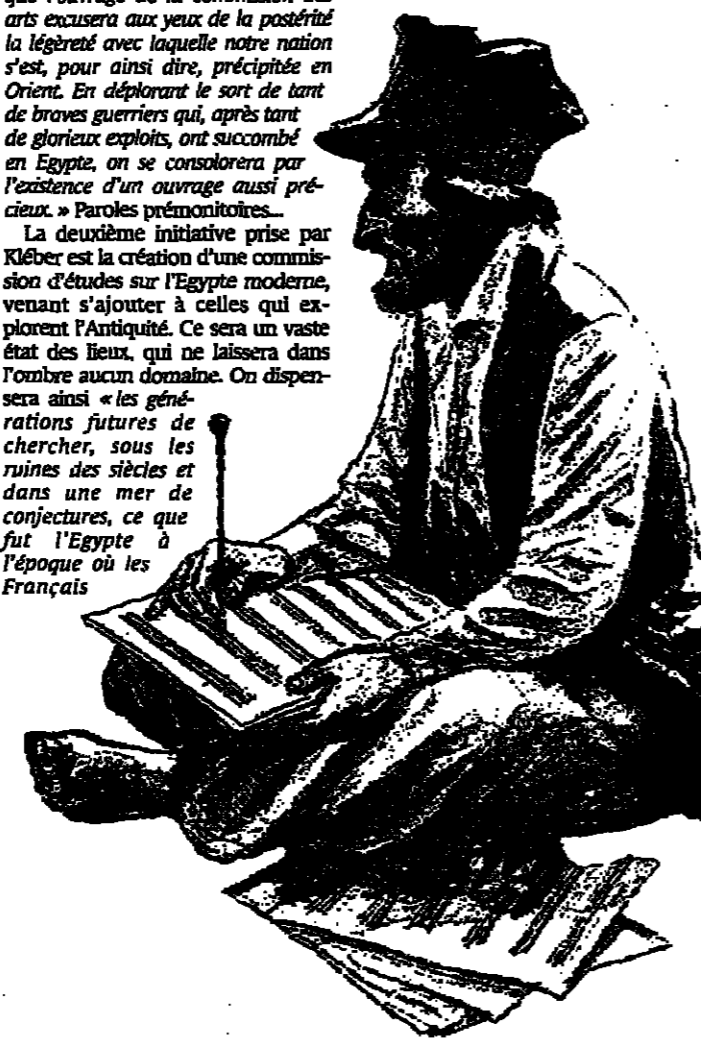 arts excusera aux yeux de la postérité
la légèreté avec laquelle notre nation
s'est, pour ainsi dire, précipitée en
Orient. En déplorant le sort de tant
de braves guerriers qui, après tant
de glorieux exploits, ont succombé
en Egypte, on se consolorera par
l'existence d'un ouvrage aussi pré-
cieux. » Paroles prémonitoires...
La deuxième initiative prise par
Kléber est la création d'une commis-
sion d'études sur l'Egypte moderne,
venant s'ajouter à celles qui ex-
plorent l'Antiquité. Ce sera un vaste
état des lieux, qui ne laissera dans
l'ombre aucun domaine. On dispen-
sera ainsi « les géné-
rations futures de
chercher, sous les
ruines des siècles et
dans une mer de
conjectures, ce que
fut l'Egypte à
l'époque où les
Français